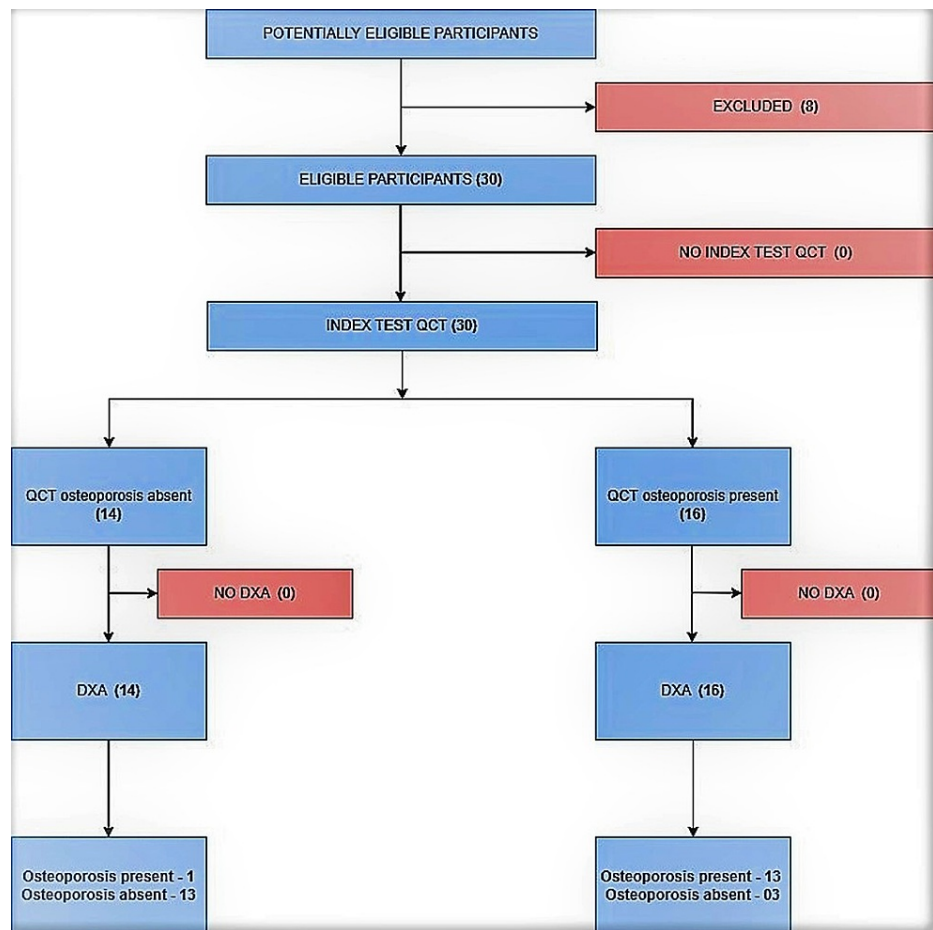 POTENTIALLY ELIGIBLE PARTICIPANTS
EXCLUDED (8)
ELIGIBLE PARTICIPANTS (30)
NO INDEX TEST QCT (0)
INDEX TEST QCT (30)
QCT osteoporosis absent
(14)
QCT osteoporosis present
(16)
NO DXA (0)
NO DXA (0)
DXA (14)
DXA (16)
Osteoporosis present - 1
Osteoporosis absent - 13
Osteoporosis present - 13
Osteoporosis absent - 03